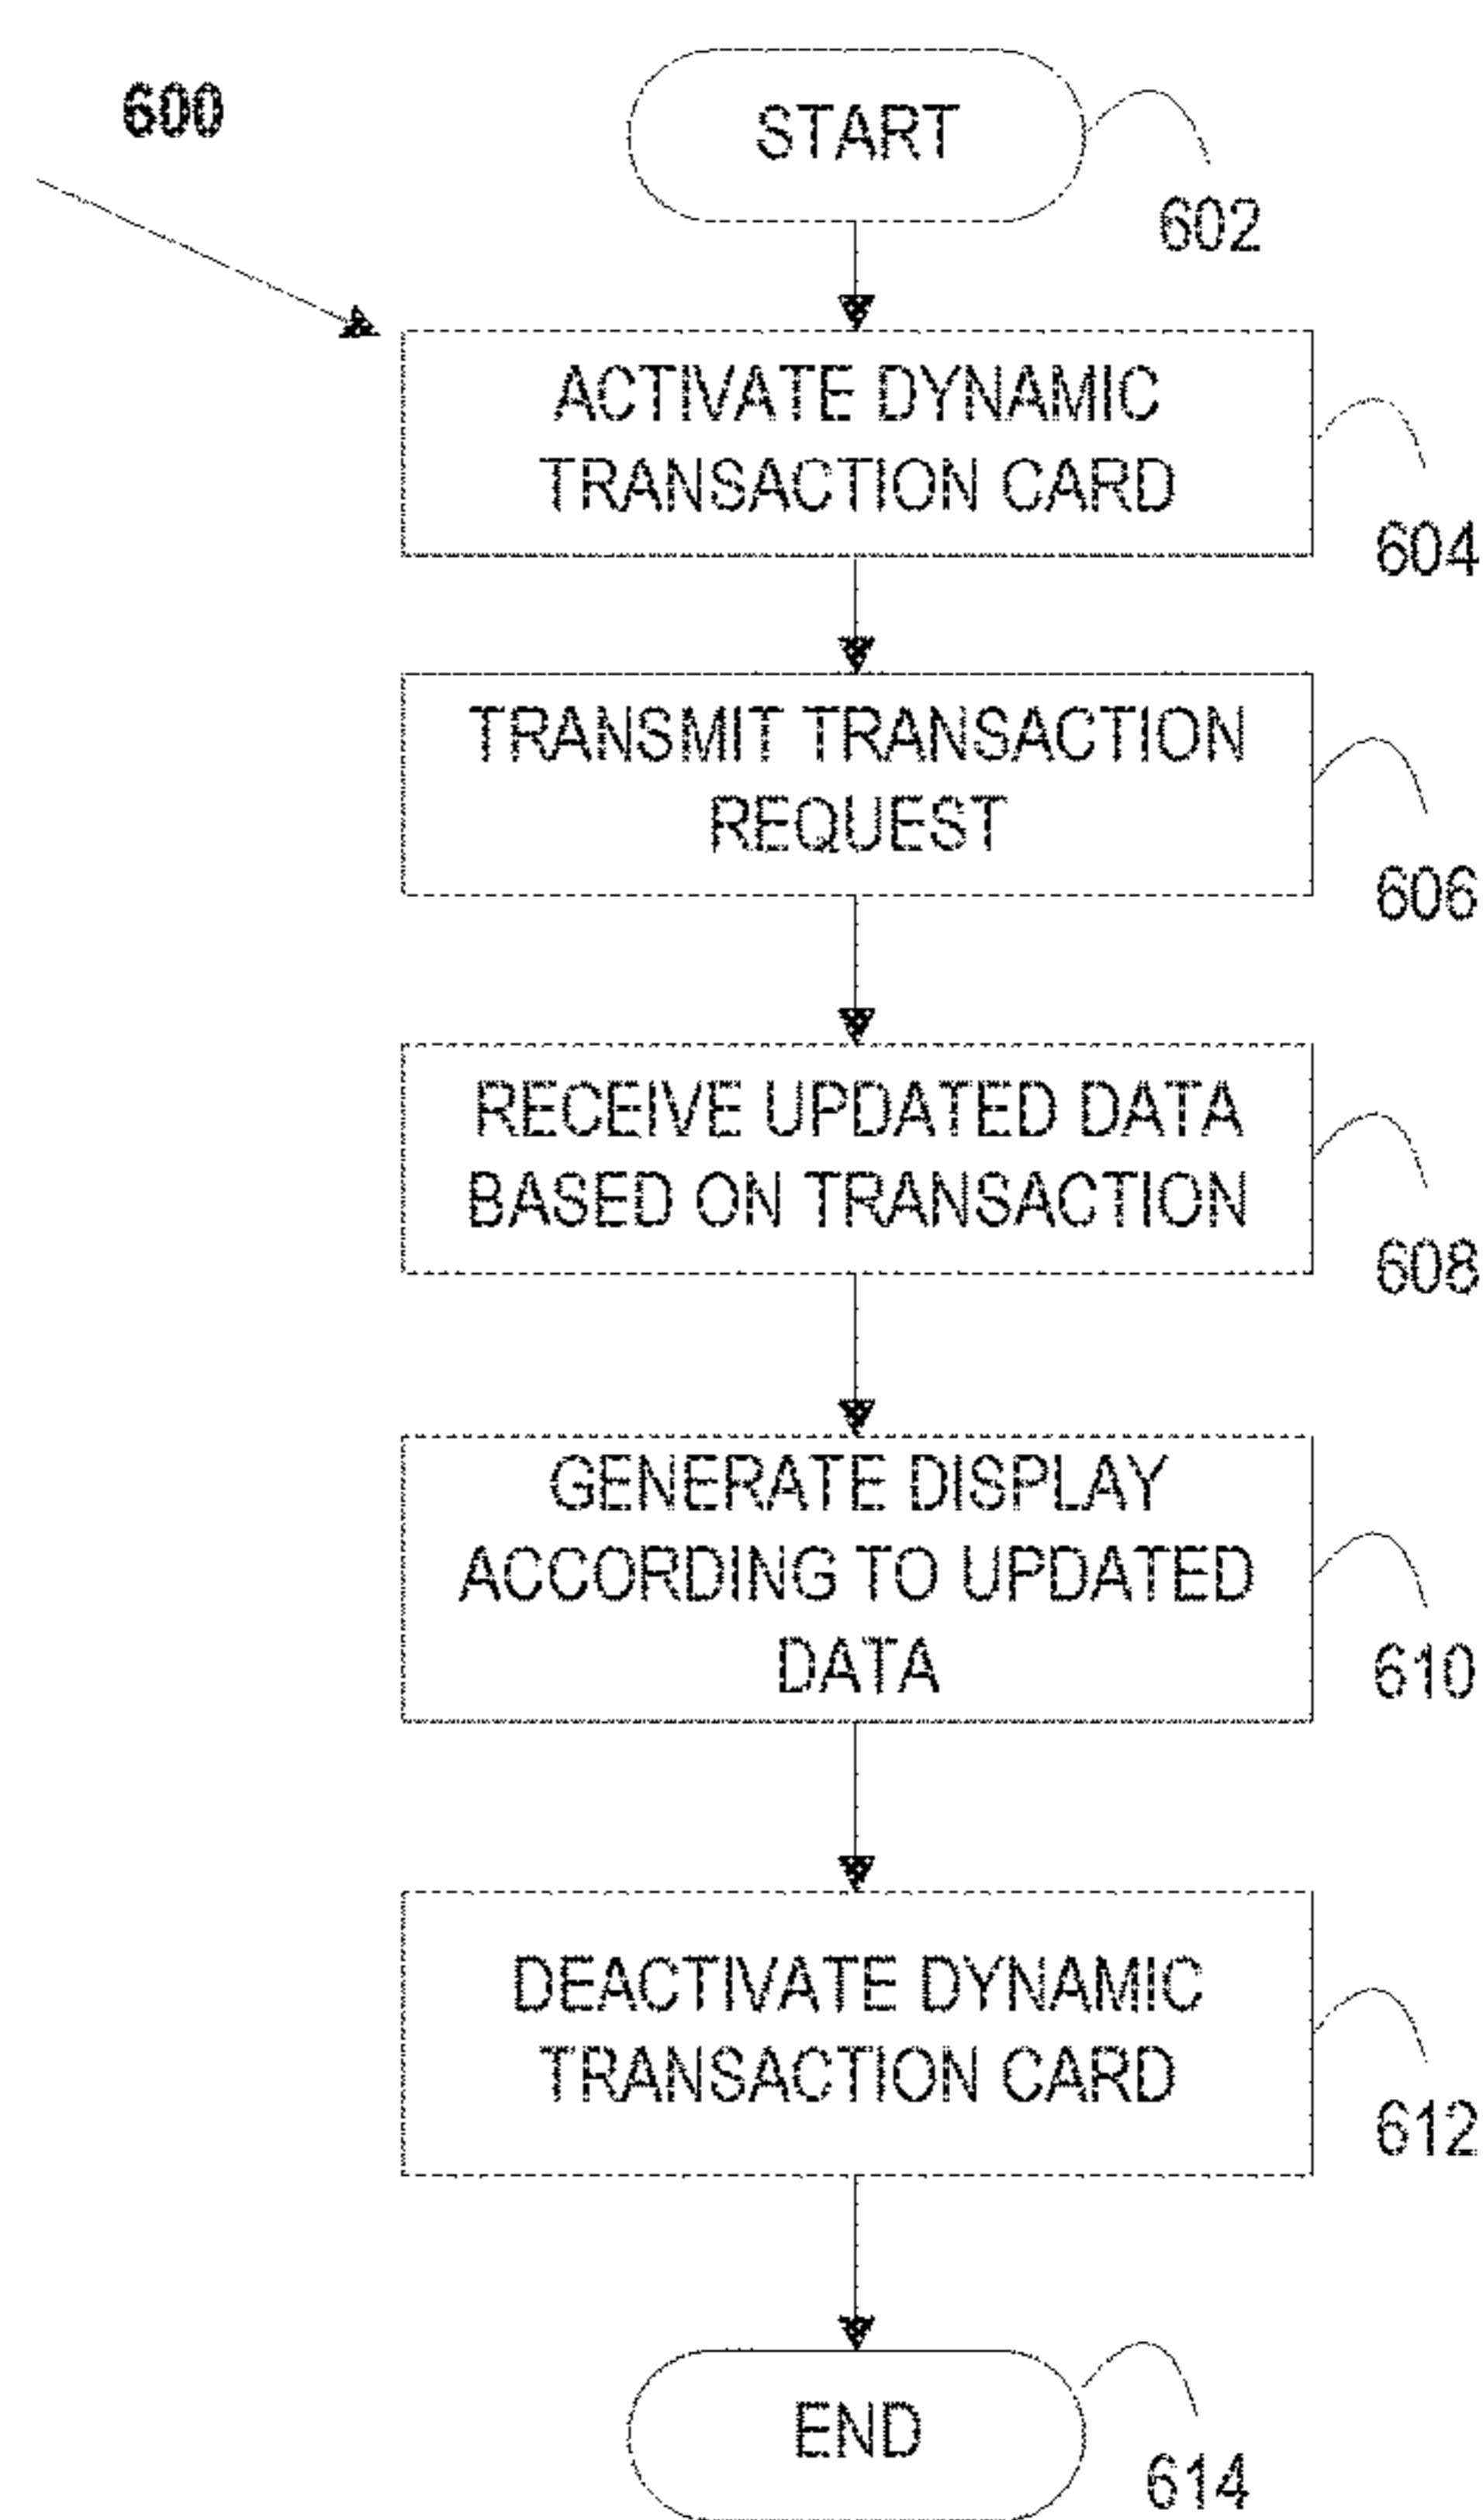 600
START
602
ACTIVATE DYNAMIC
TRANSACTION CARD
604
TRANSMIT TRANSACTION
REQUEST
606
RECEIVE UPDATED DATA
BASED ON TRANSACTION
608
GENERATE DISPLAY
ACCORDING TO UPDATED
DATA
610
DEACTIVATE DYNAMIC
TRANSACTION CARD
612
END
614